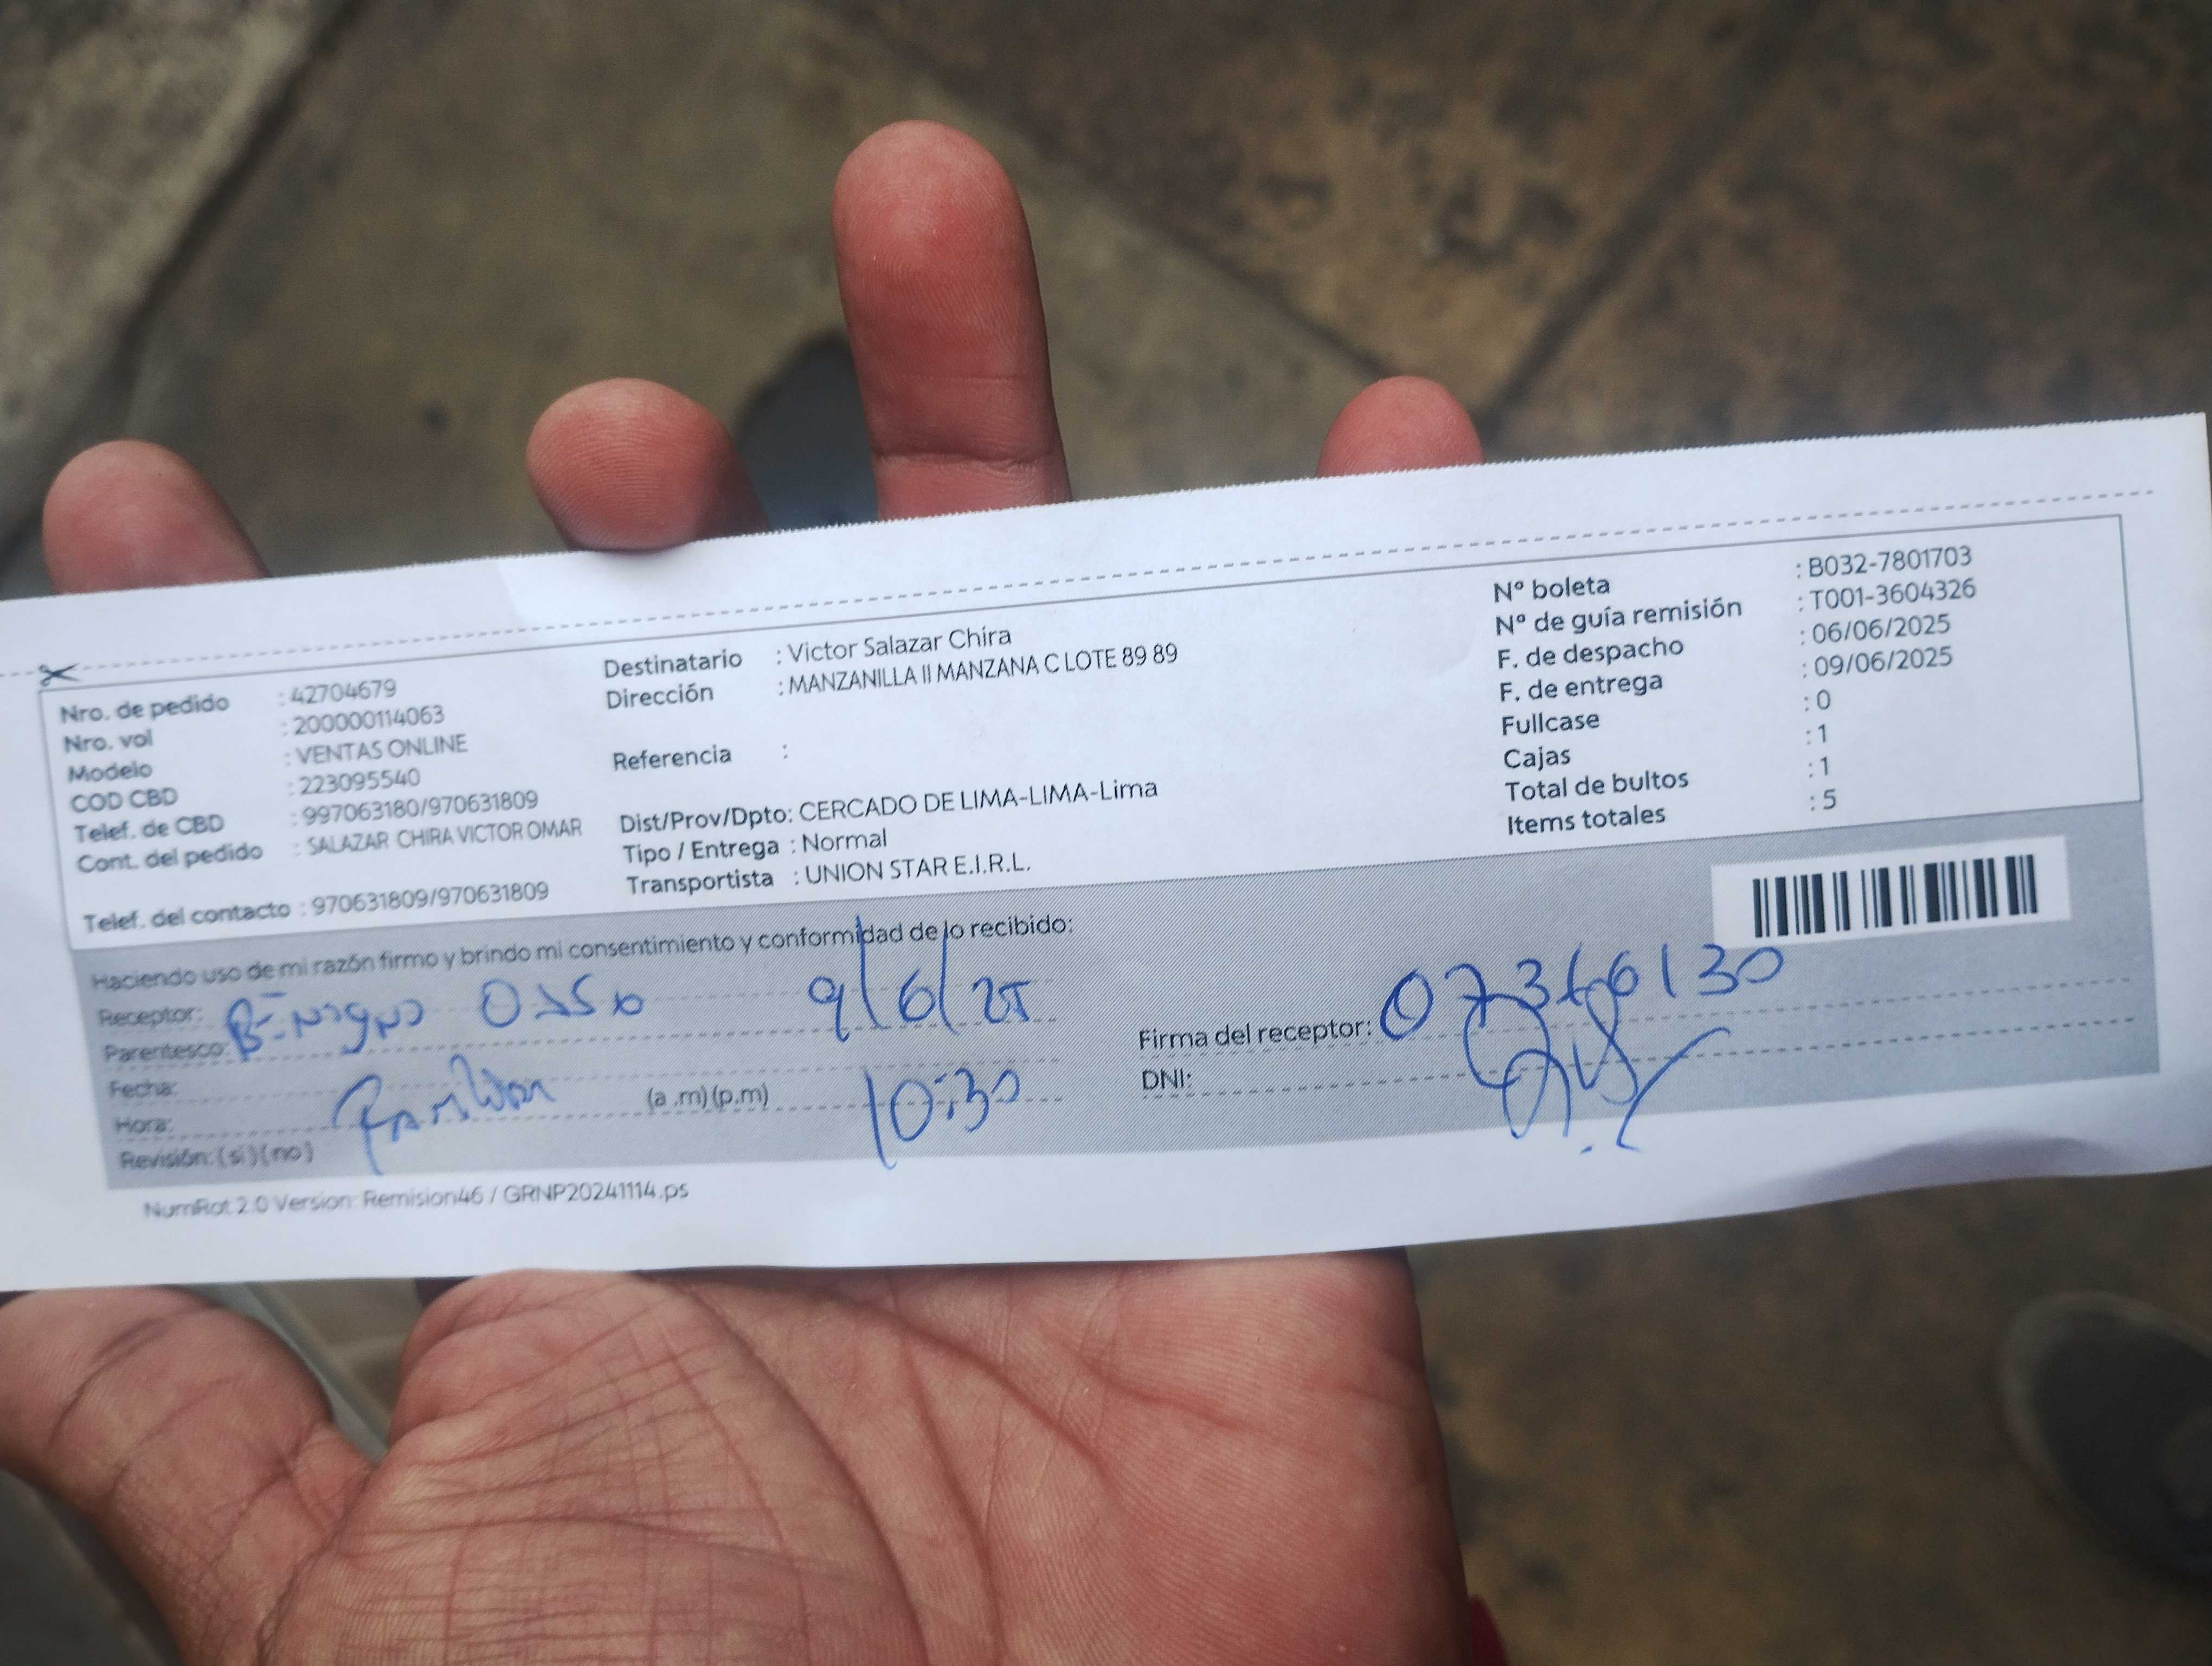 Nro. de pedido : 42704679
Nro. vol : 200000114063
Modelo : VENTAS ONLINE
COD CBD : 223095540
Telef. de CBD : 997063180/970631809
Cont. del pedido : SALAZAR CHIRA VICTOR OMAR
Telef. del contacto : 970631809/970631809
Destinatario : Victor Salazar Chira
Dirección : MANZANILLA II MANZANA C LOTE 89 89
Referencia :
Dist/Prov/Dpto: CERCADO DE LIMA-LIMA-Lima
Tipo / Entrega : Normal
Transportista : UNION STAR E.I.R.L.
Nº boleta : B032-7801703
Nº de guía remisión : T001-3604326
F. de despacho : 06/06/2025
F. de entrega : 09/06/2025
Fullcase : 0
Cajas : 1
Total de bultos : 1
Items totales : 5
Haciendo uso de mi razón firmo y brindo mi consentimiento y conformidad de lo recibido:
Receptor: Benigno 9/6/25
Parentesco:
Fecha:
Hora: (a.m)(p.m) 10:30
Revisión: (si)(no)
Firma del receptor:
DNI:
NumRot 2.0 Version: Remision46 / GRNP20241114.ps